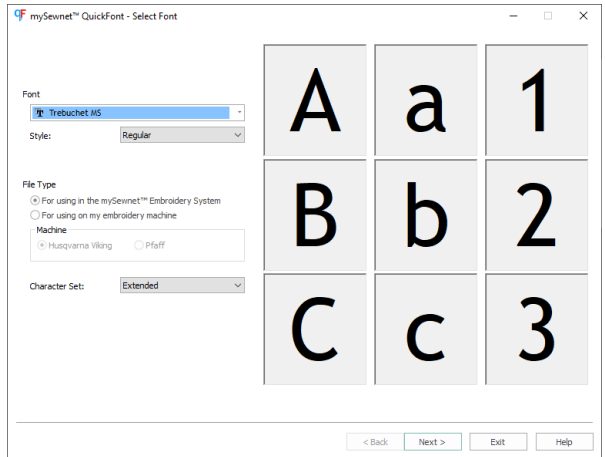 mySewnet™ QuickFont - Select Font
Font
Trebuchet MS
Style: Regular
File Type
For using in the mySewnet™ Embroidery System
For using on my embroidery machine
Machine
Husqvarna Viking Pfaff
Character Set: Extended
A a 1
B b 2
C c 3
< Back Next > Exit Help